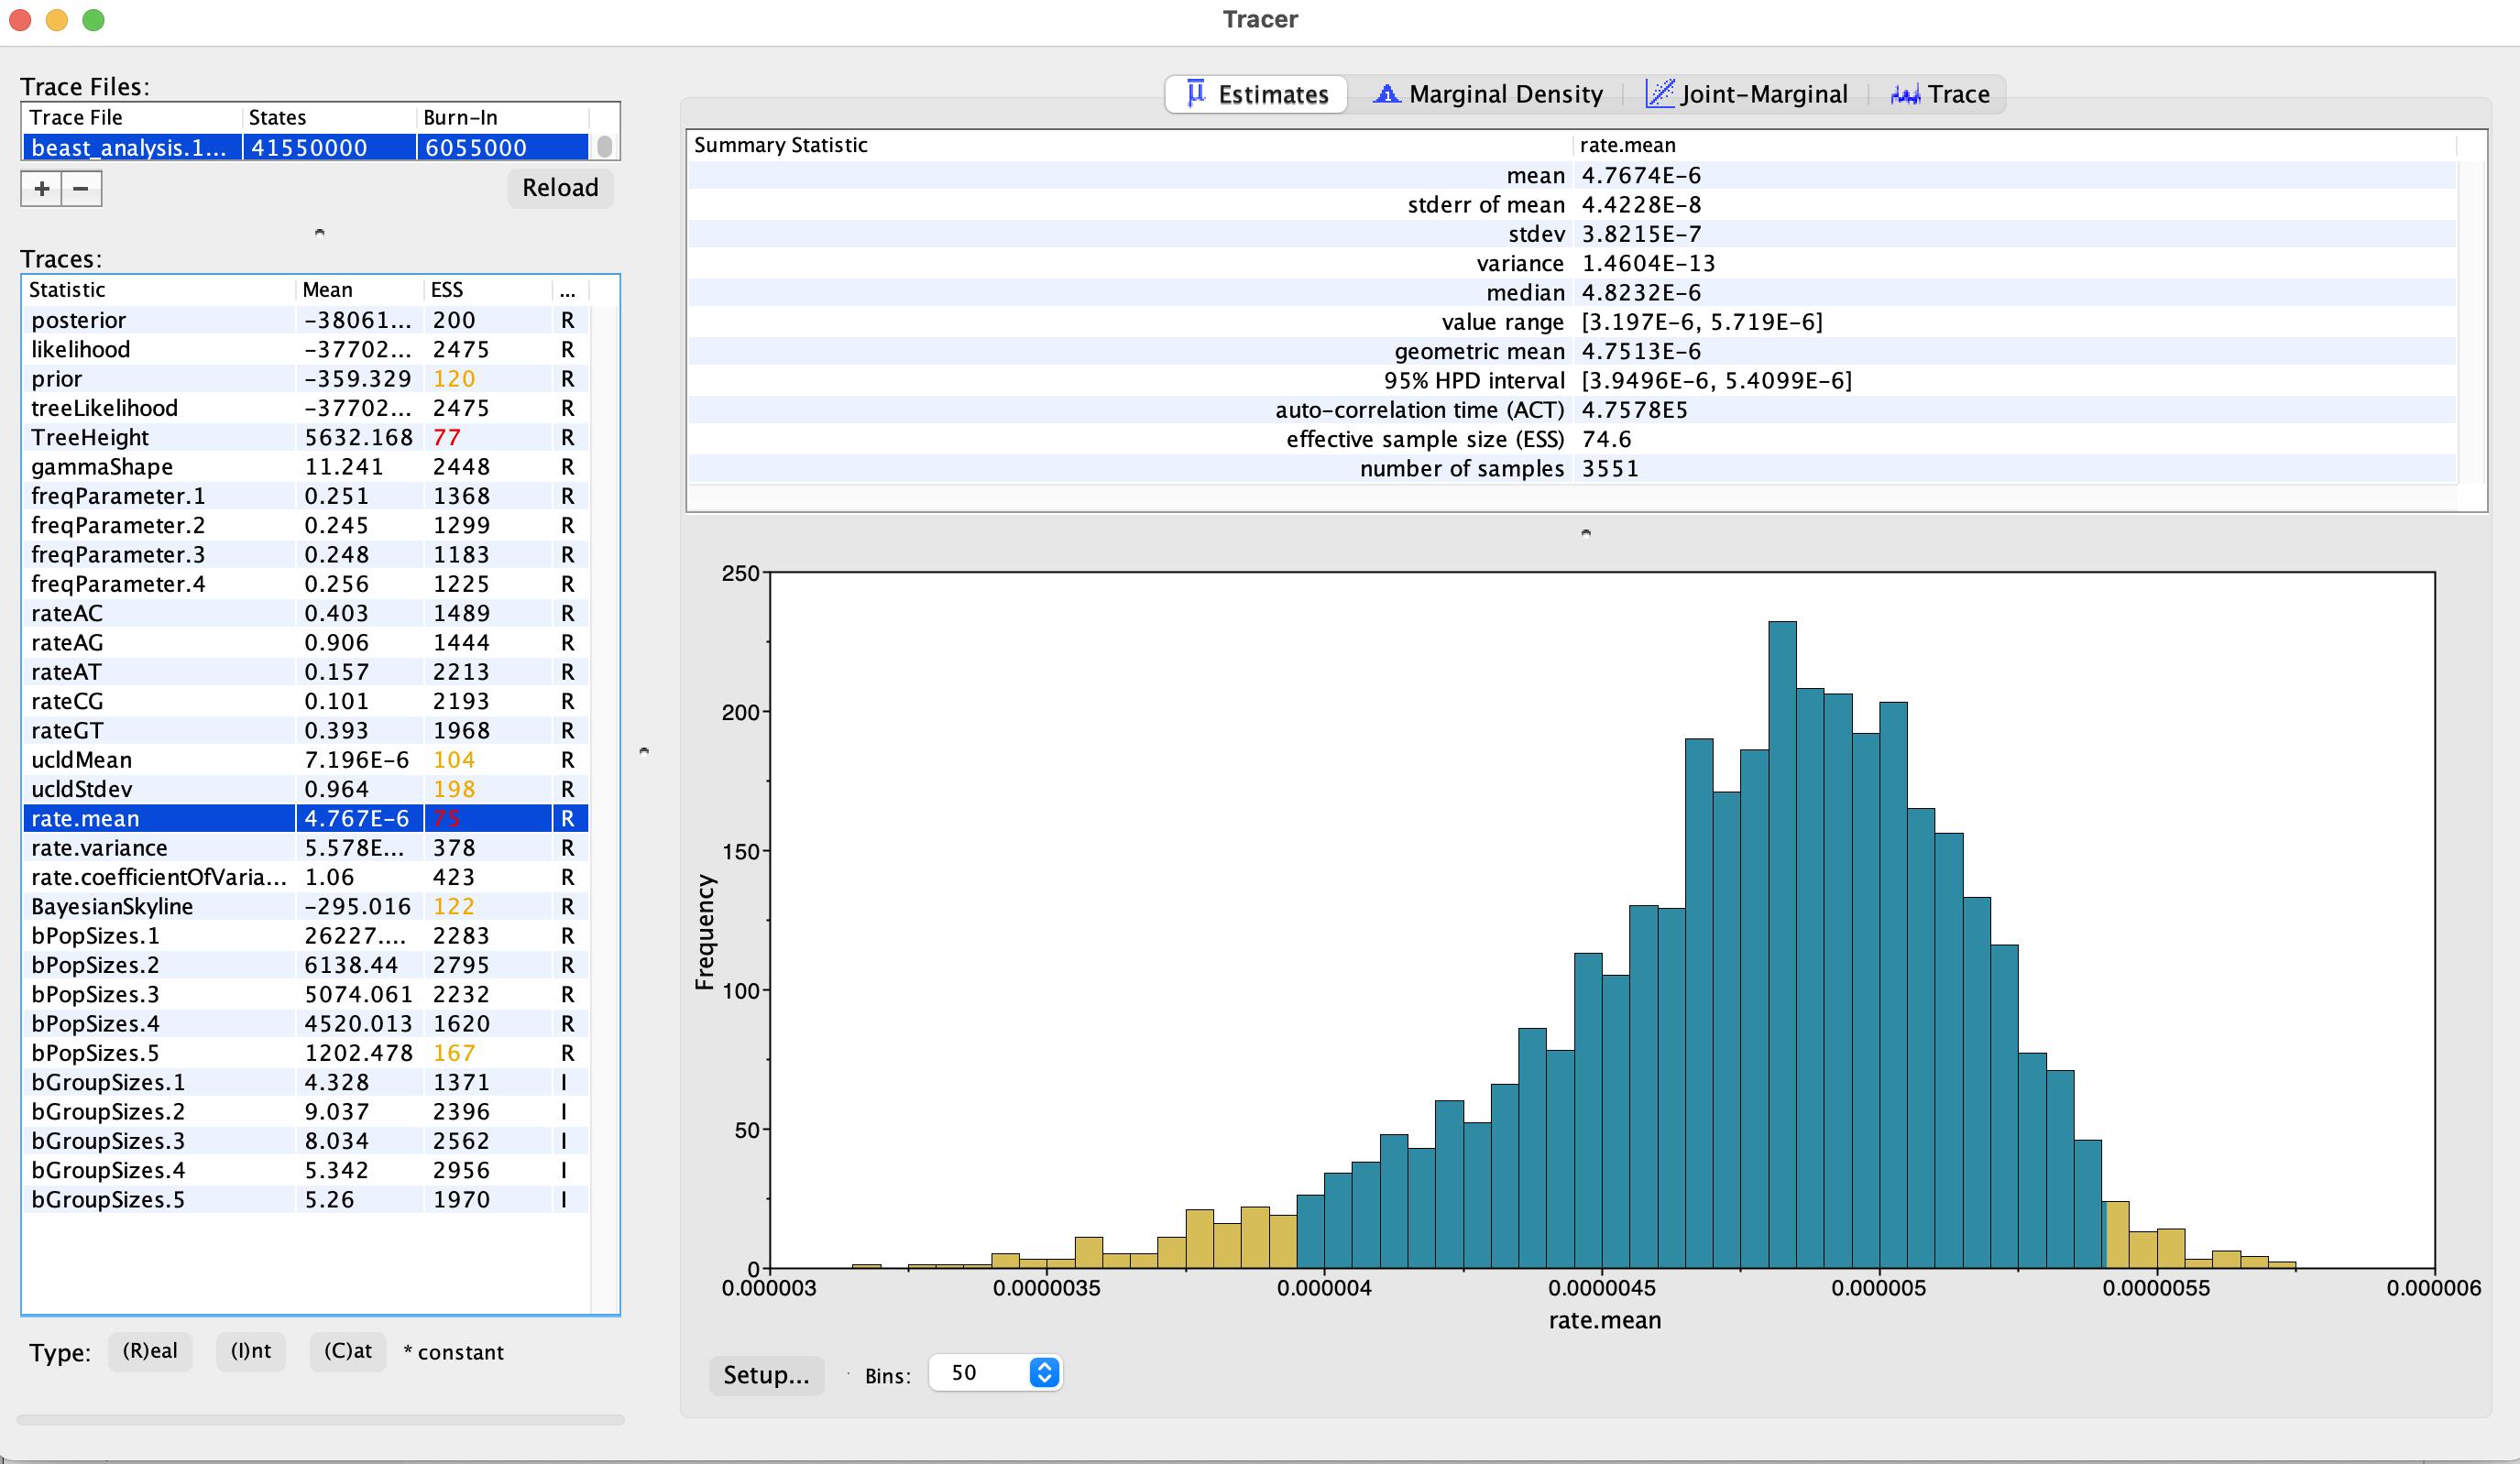 Tracer
Trace Files:
Trace File States Burn-In
beast_analysis.1... 41550000 6055000
+ −
Reload
Traces:
Statistic Mean ESS ...
posterior -38061... 200 R
likelihood -37702... 2475 R
prior -359.329 120 R
treeLikelihood -37702... 2475 R
TreeHeight 5632.168 77 R
gammaShape 11.241 2448 R
freqParameter.1 0.251 1368 R
freqParameter.2 0.245 1299 R
freqParameter.3 0.248 1183 R
freqParameter.4 0.256 1225 R
rateAC 0.403 1489 R
rateAG 0.906 1444 R
rateAT 0.157 2213 R
rateCG 0.101 2193 R
rateGT 0.393 1968 R
ucldMean 7.196E-6 104 R
ucldStdev 0.964 198 R
rate.mean 4.767E-6 75 R
rate.variance 5.578E... 378 R
rate.coefficientOfVaria... 1.06 423 R
BayesianSkyline -295.016 122 R
bPopSizes.1 26227.... 2283 R
bPopSizes.2 6138.44 2795 R
bPopSizes.3 5074.061 2232 R
bPopSizes.4 4520.013 1620 R
bPopSizes.5 1202.478 167 R
bGroupSizes.1 4.328 1371 I
bGroupSizes.2 9.037 2396 I
bGroupSizes.3 8.034 2562 I
bGroupSizes.4 5.342 2956 I
bGroupSizes.5 5.26 1970 I
Type: (R)eal (I)nt (C)at * constant
Estimates Marginal Density Joint-Marginal Trace
Summary Statistic rate.mean
mean 4.7674E-6
stderr of mean 4.4228E-8
stdev 3.8215E-7
variance 1.4604E-13
median 4.8232E-6
value range [3.197E-6, 5.719E-6]
geometric mean 4.7513E-6
95% HPD interval [3.9496E-6, 5.4099E-6]
auto-correlation time (ACT) 4.7578E5
effective sample size (ESS) 74.6
number of samples 3551
250
200
150
100
50
0
Frequency
0.000003 0.0000035 0.000004 0.0000045 0.000005 0.0000055 0.000006
rate.mean
Setup... Bins: 50